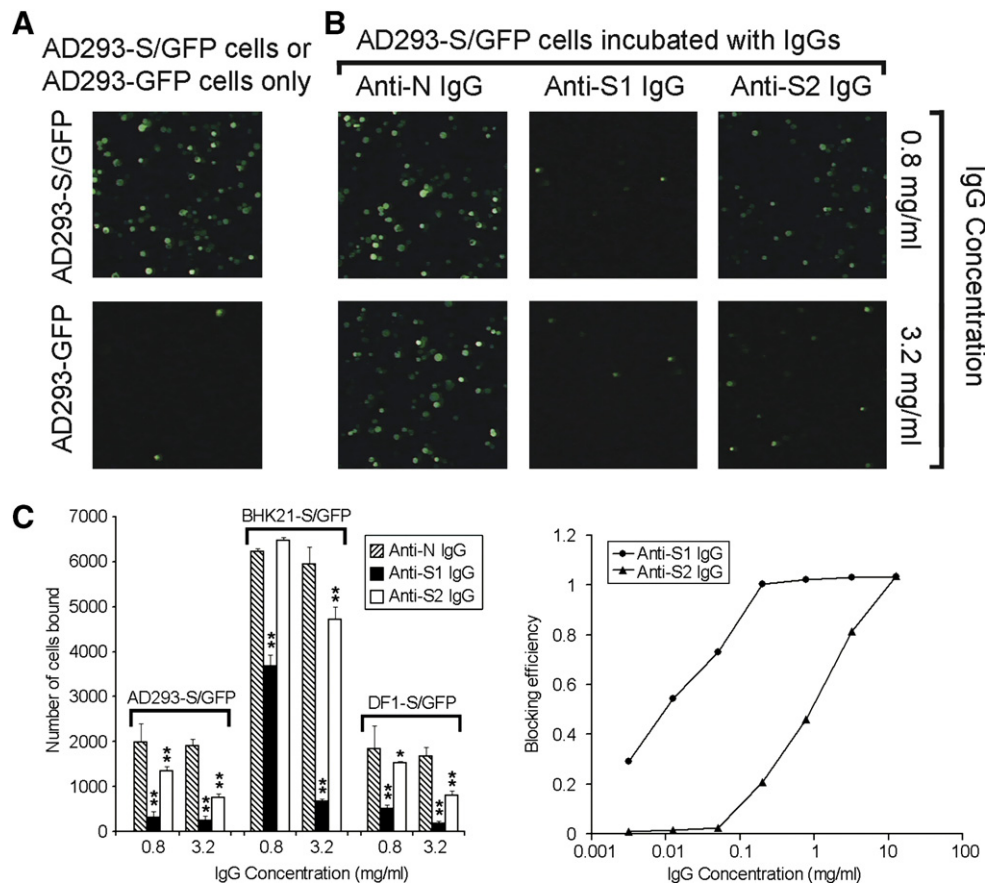 A
AD293-S/GFP cells or
AD293-GFP cells only
AD293-S/GFP
AD293-GFP
B
AD293-S/GFP cells incubated with IgGs
Anti-N IgG
Anti-S1 IgG
Anti-S2 IgG
0.8 mg/ml
3.2 mg/ml
IgG Concentration
C
Number of cells bound
7000
6000
5000
4000
3000
2000
1000
0
AD293-S/GFP
BHK21-S/GFP
DF1-S/GFP
Anti-N IgG
Anti-S1 IgG
Anti-S2 IgG
**
**
**
**
**
**
**
**
*
**
**
0.8
3.2
0.8
3.2
0.8
3.2
IgG Concentration (mg/ml)
Blocking efficiency
1.2
1
0.8
0.6
0.4
0.2
0
Anti-S1 IgG
Anti-S2 IgG
0.001
0.01
0.1
1
10
100
IgG Concentration (mg/ml)